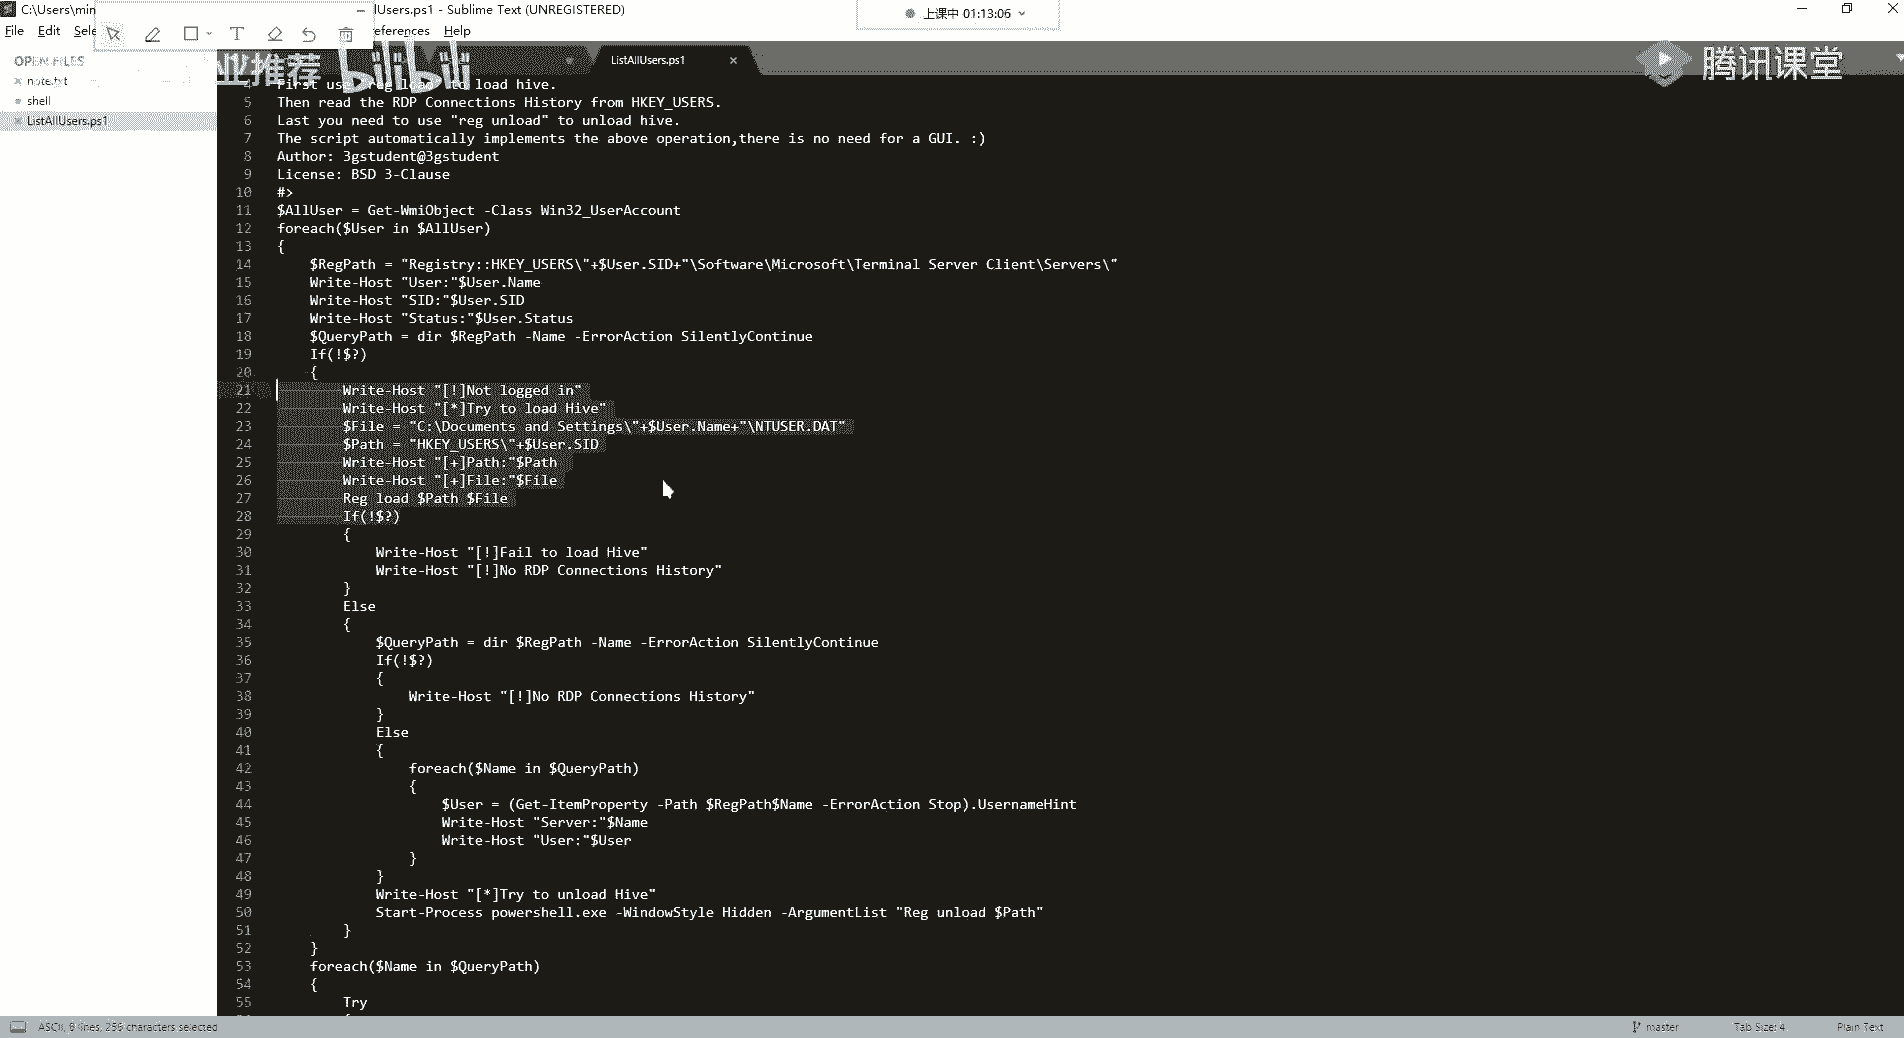 C:\Users\min
Users.ps1 - Sublime Text (UNREGISTERED)
上课中 01:13:06
File Edit Sele
eferences Help
OPEN FILES
业推荐 bilibili
ListAllUsers.ps1
腾讯课堂
note.txt
shell
ListAllUsers.ps1
4 First use "reg load" to load hive.
5 Then read the RDP Connections History from HKEY_USERS.
6 Last you need to use "reg unload" to unload hive.
7 The script automatically implements the above operation,there is no need for a GUI. :)
8 Author: 3gstudent@3gstudent
9 License: BSD 3-Clause
10 #>
11 $AllUser = Get-WmiObject -Class Win32_UserAccount
12 foreach($User in $AllUser)
13 {
14 $RegPath = "Registry::HKEY_USERS\"+$User.SID+"\Software\Microsoft\Terminal Server Client\Servers\"
15 Write-Host "User:"$User.Name
16 Write-Host "SID:"$User.SID
17 Write-Host "Status:"$User.Status
18 $QueryPath = dir $RegPath -Name -ErrorAction SilentlyContinue
19 If(!$?)
20 {
21 Write-Host "[!]Not logged in"
22 Write-Host "[*]Try to load Hive"
23 $File = "C:\Documents and Settings\"+$User.Name+"\NTUSER.DAT"
24 $Path = "HKEY_USERS\"+$User.SID
25 Write-Host "[+]Path:"$Path
26 Write-Host "[+]File:"$File
27 Reg load $Path $File
28 If(!$?)
29 {
30 Write-Host "[!]Fail to load Hive"
31 Write-Host "[!]No RDP Connections History"
32 }
33 Else
34 {
35 $QueryPath = dir $RegPath -Name -ErrorAction SilentlyContinue
36 If(!$?)
37 {
38 Write-Host "[!]No RDP Connections History"
39 }
40 Else
41 {
42 foreach($Name in $QueryPath)
43 {
44 $User = (Get-ItemProperty -Path $RegPath$Name -ErrorAction Stop).UsernameHint
45 Write-Host "Server:"$Name
46 Write-Host "User:"$User
47 }
48 }
49 Write-Host "[*]Try to unload Hive"
50 Start-Process powershell.exe -WindowStyle Hidden -ArgumentList "Reg unload $Path"
51 }
52 }
53 foreach($Name in $QueryPath)
54 {
55 Try
ASCII, 8 lines, 255 characters selected
master
Tab Size: 4
Plain Text